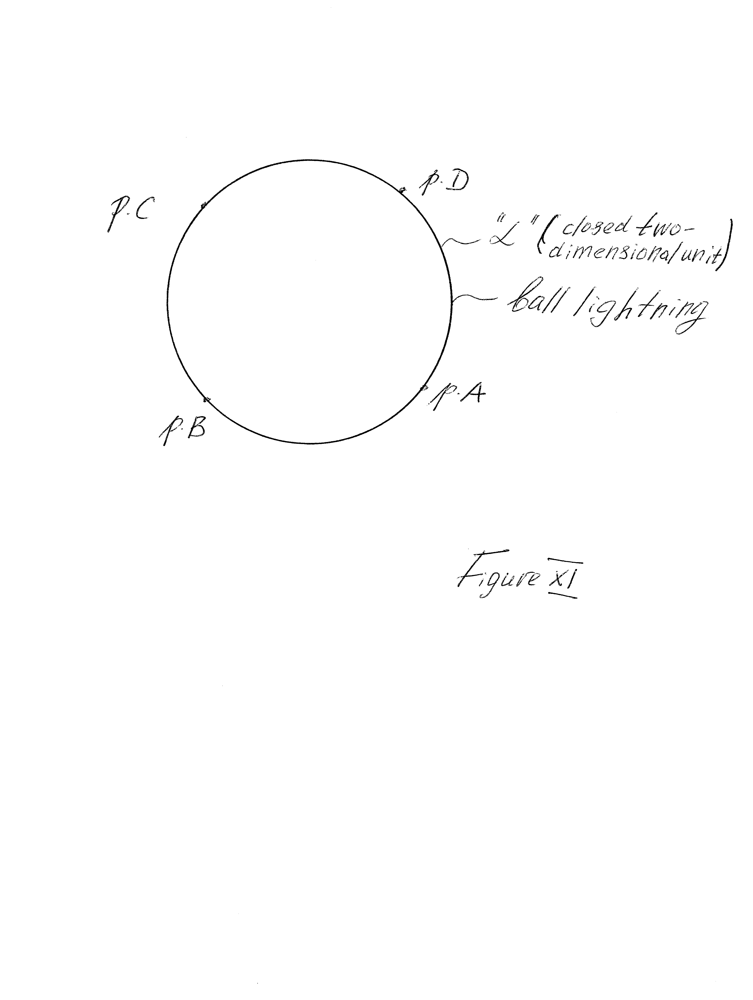 p. D
p. C
"L" (closed two-
dimensional unit)
ball lightning
p. A
p. B
Figure XI